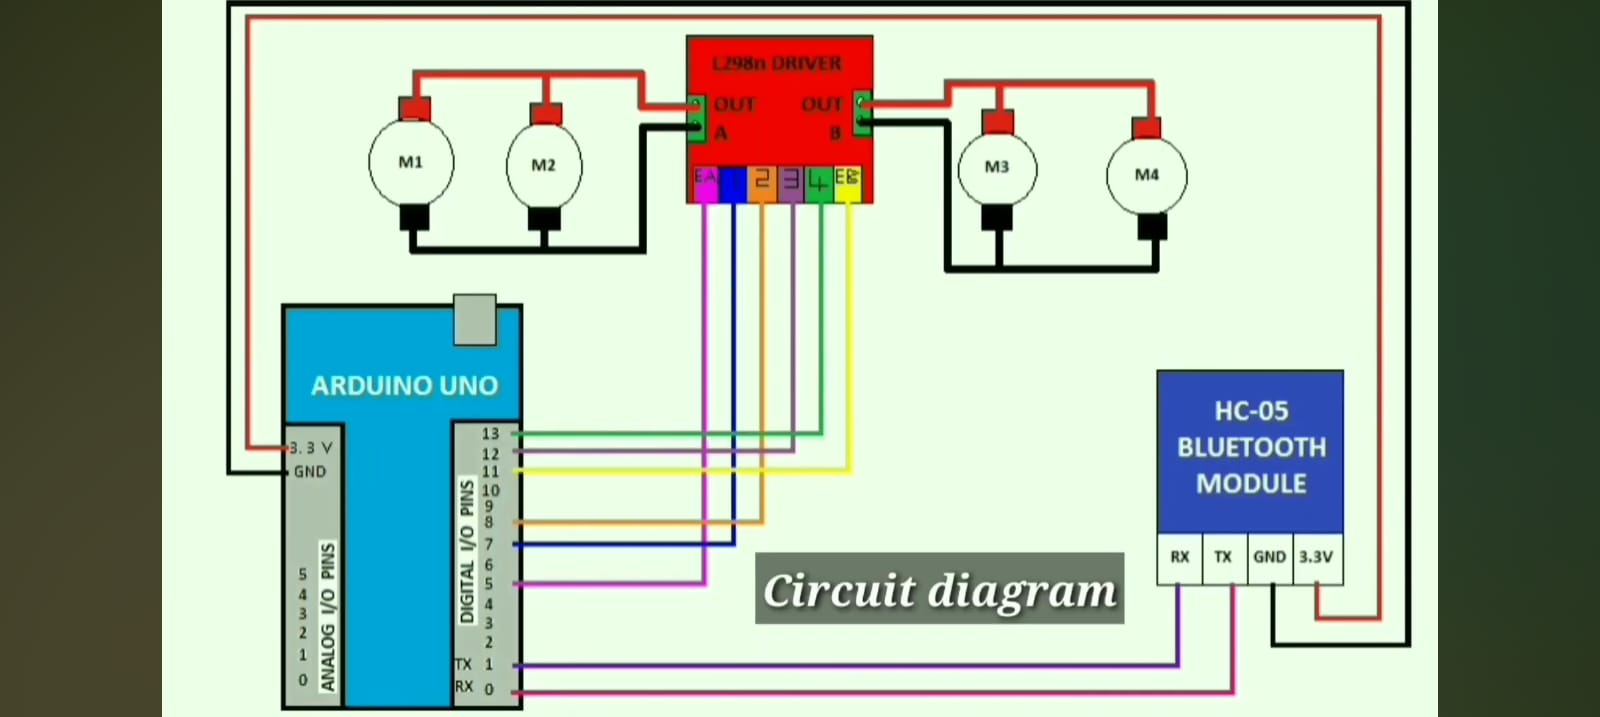 L298n DRIVER
OUT
A
OUT
B
EA
1
2
3
4
EB
M1
M2
M3
M4
ARDUINO UNO
3.3 V
GND
5
4
3
2
1
0
ANALOG I/O PINS
DIGITAL I/O PINS
13
12
11
10
9
8
7
6
5
4
3
2
TX 1
RX 0
HC-05
BLUETOOTH
MODULE
RX
TX
GND
3.3V
Circuit diagram